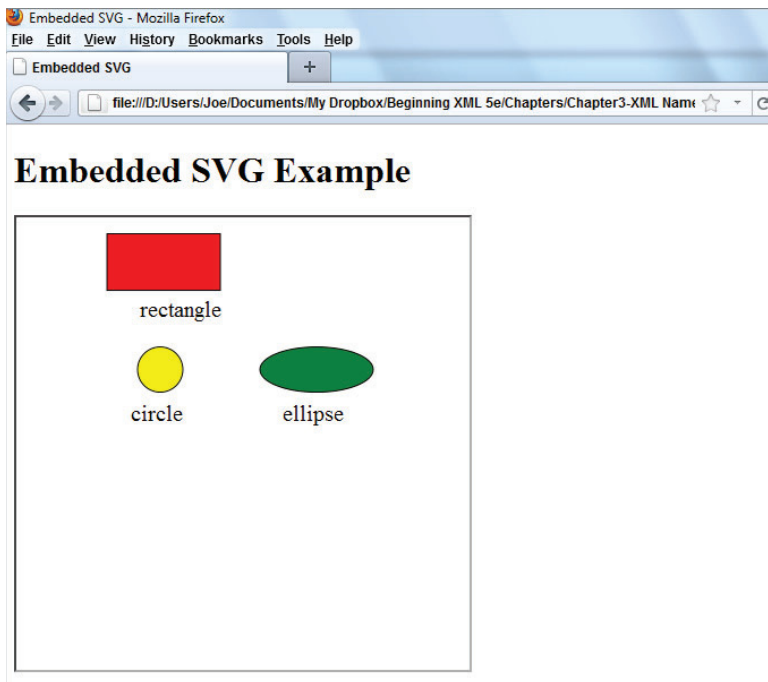 Embedded SVG - Mozilla Firefox
File Edit View History Bookmarks Tools Help
Embedded SVG +
file:///D:/Users/Joe/Documents/My Dropbox/Beginning XML 5e/Chapters/Chapter3-XML Name
Embedded SVG Example
rectangle
circle ellipse